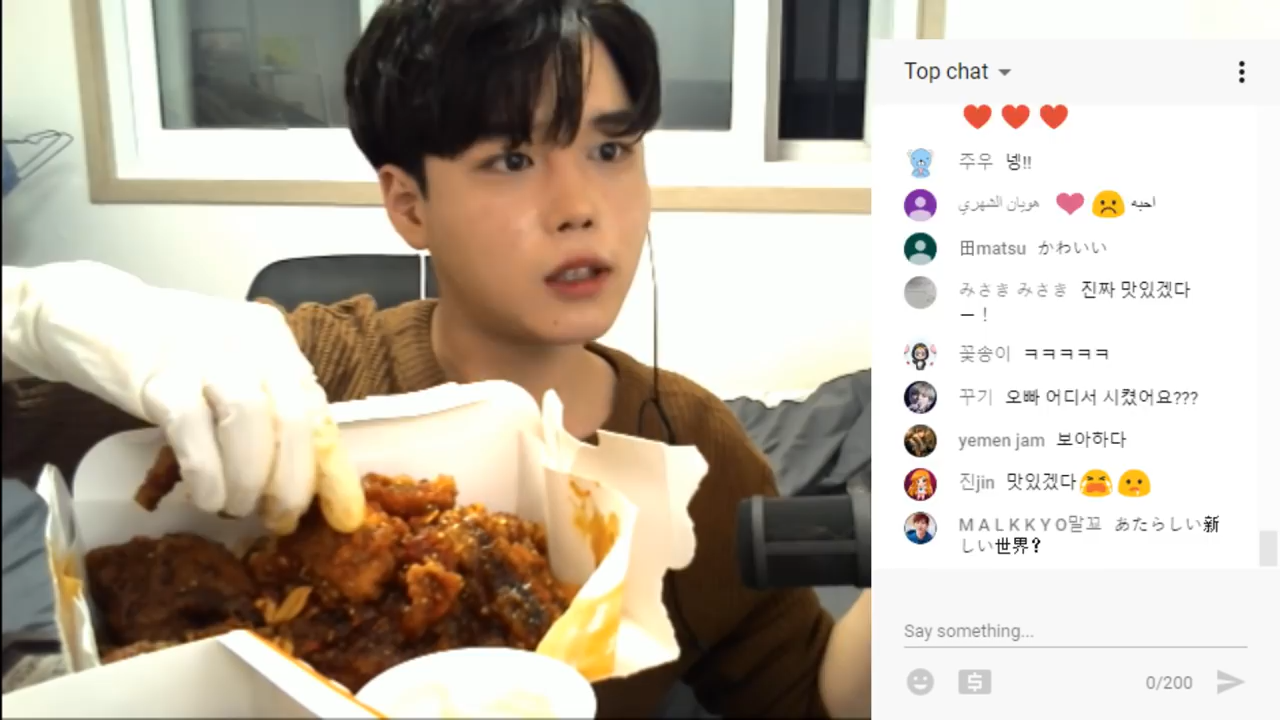 Top chat
주우 넹!!
هوبان الشهري احبه
田matsu かわいい
みさき みさき 진짜 맛있겠다
ー！
꽃송이 ㅋㅋㅋㅋㅋ
꾸기 오빠 어디서 시켰어요???
yemen jam 보아하다
진jin 맛있겠다
M A L K K Y O말꾜 あたらしい新
しい世界?
Say something...
0/200